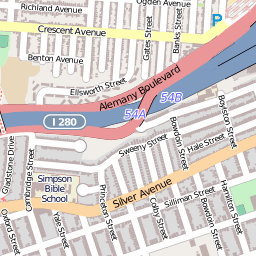 Ogden Avenue
Richland Avenue
Crescent Avenue
Gates Street
Banks Street
P
Benton Avenue
Ellsworth Street
Alemany Boulevard
54B
54A
I 280
Boylston Street
Bowdoin Street
Sweeny Street
Hale Street
Gladstone Drive
Cambridge Street
Simpson
Bible
School
Silver Avenue
Silliman Street
Princeton Street
Colby Street
Bowdoin Street
Hamilton Street
Oxford Street
Yale Street